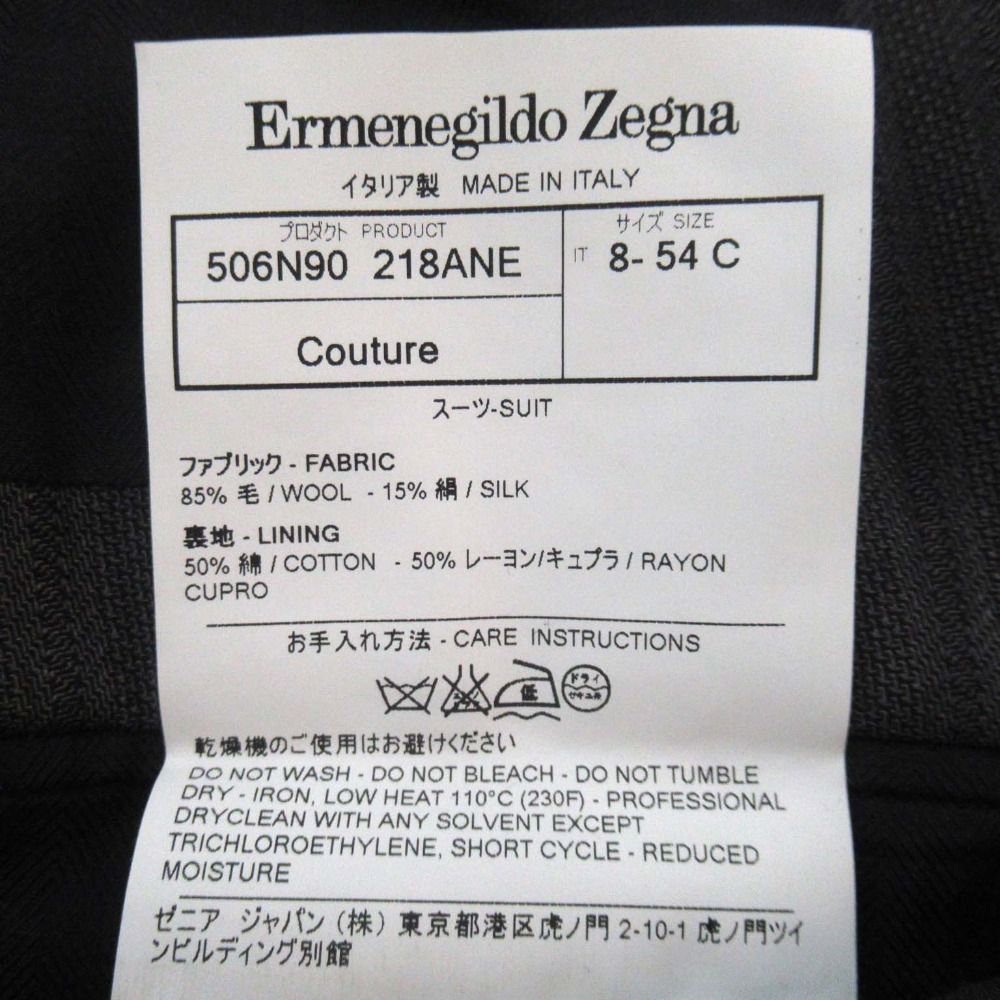 Ermenegildo Zegna
イタリア製 MADE IN ITALY
プロダクト PRODUCT
506N90 218ANE
サイズ SIZE
IT 8- 54 C
Couture
スーツ-SUIT
ファブリック - FABRIC
85% 毛 / WOOL - 15% 絹 / SILK
裏地 - LINING
50% 綿 / COTTON - 50% レーヨン/キュプラ / RAYON
CUPRO
お手入れ方法 - CARE INSTRUCTIONS
低 ドライ
セキユ系
乾燥機のご使用はお避けください
DO NOT WASH - DO NOT BLEACH - DO NOT TUMBLE
DRY - IRON, LOW HEAT 110°C (230F) - PROFESSIONAL
DRYCLEAN WITH ANY SOLVENT EXCEPT
TRICHLOROETHYLENE, SHORT CYCLE - REDUCED
MOISTURE
ゼニア ジャパン (株) 東京都港区虎ノ門 2-10-1 虎ノ門ツイ
ンビルディング別館